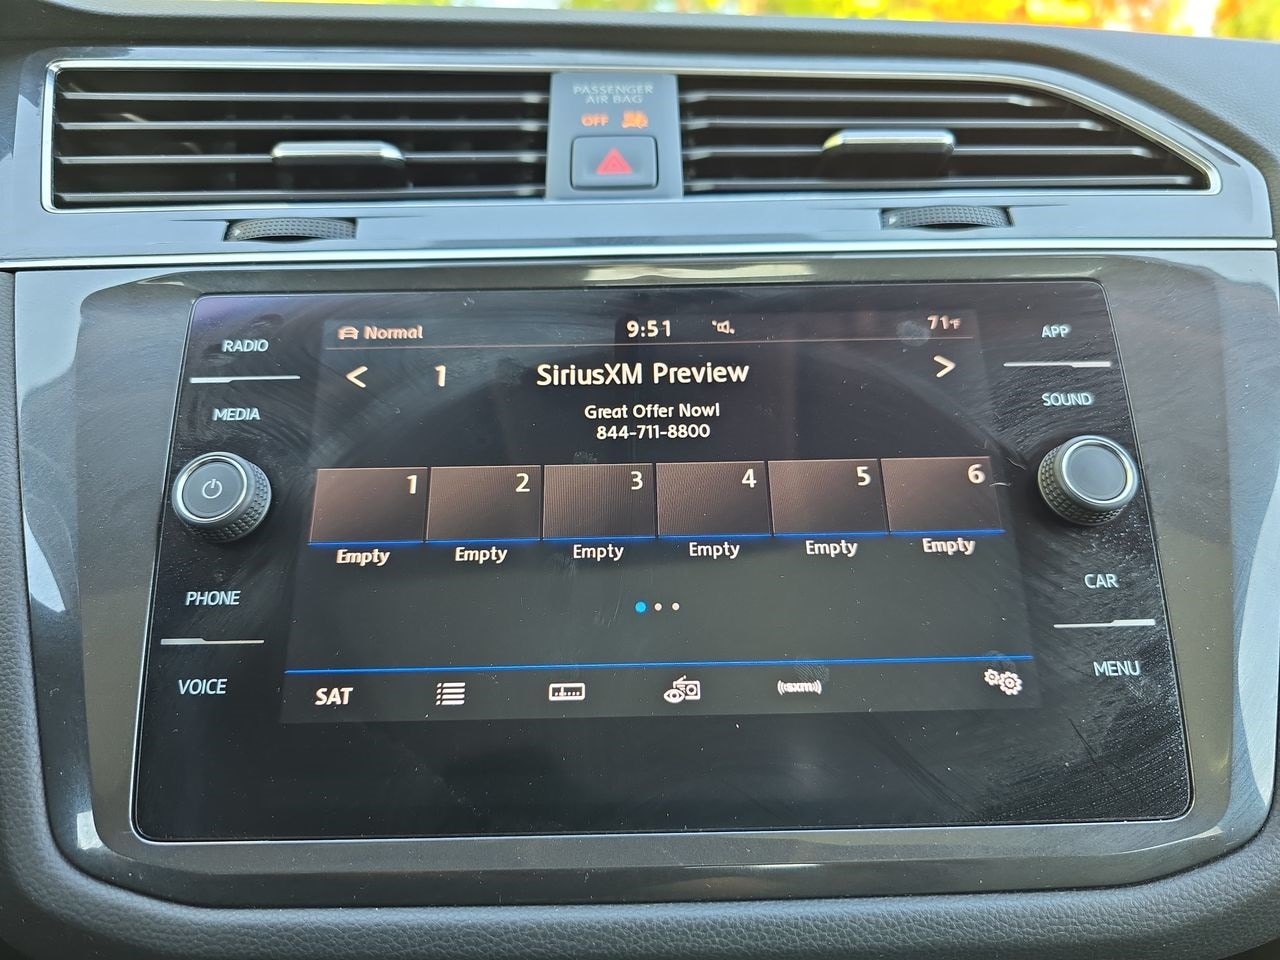 PASSENGER
AIR BAG
OFF
RADIO
MEDIA
PHONE
VOICE
Normal
9:51
71°F
< 1 SiriusXM Preview >
Great Offer Now!
844-711-8800
1 2 3 4 5 6
Empty Empty Empty Empty Empty Empty
SAT ((SXM))
APP
SOUND
CAR
MENU